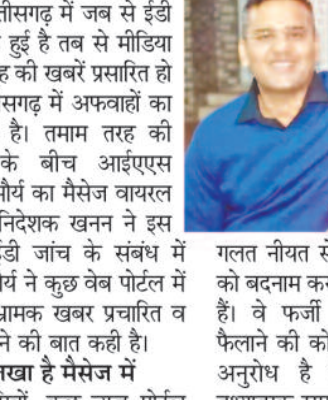 त्तीसगढ़ में जब से ईडी
हुई है तब से मीडिया
ह की खबरें प्रसारित हो
सगढ़ में अफवाहों का
है। तमाम तरह की
के बीच आईएएस
मौर्य का मैसेज वायरल
निदेशक खनन ने इस
ईडी जांच के संबंध में
र्य ने कुछ वेब पोर्टल में
भ्रामक खबर प्रचारित व
ने की बात कही है।
खा है मैसेज में
गलत नीयत से
को बदनाम कर
हैं। वे फर्जी
फैलाने की को
अनुरोध है